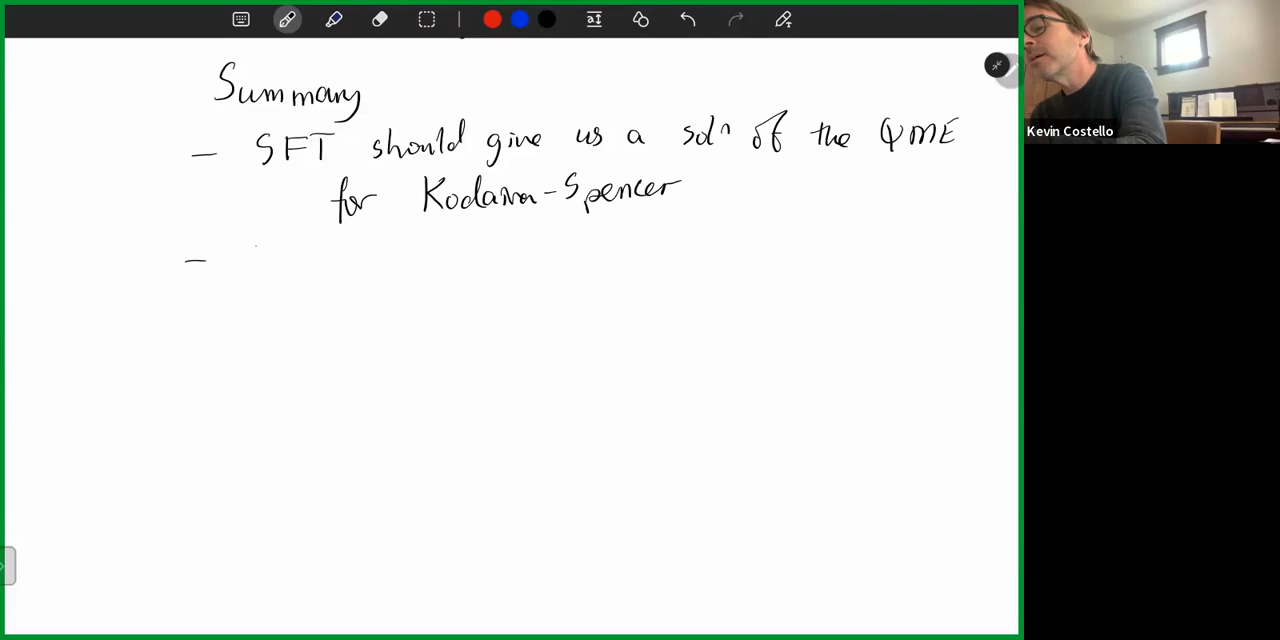 Summary
- SFT should give us a solⁿ of the QME
for Kodaira-Spencer
-
Kevin Costello